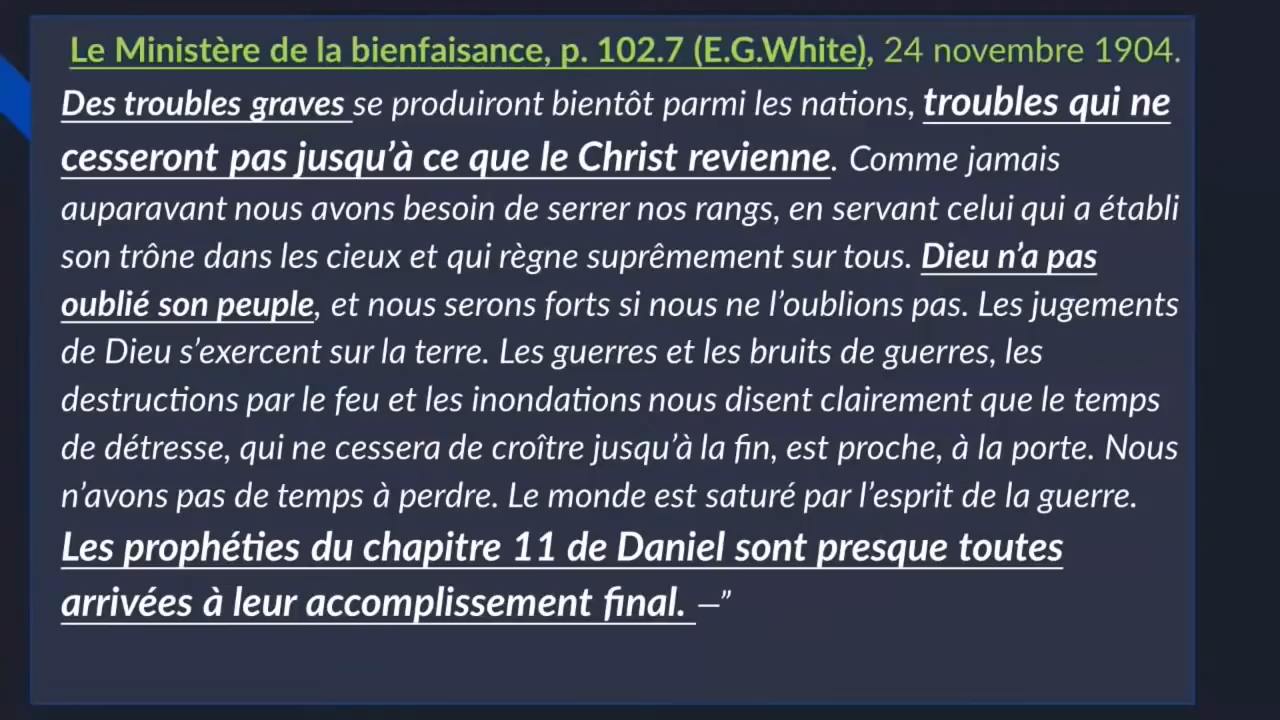 Le Ministère de la bienfaisance, p. 102.7 (E.G.White), 24 novembre 1904.
Des troubles graves se produiront bientôt parmi les nations, troubles qui ne
cesseront pas jusqu’à ce que le Christ revienne. Comme jamais
auparavant nous avons besoin de serrer nos rangs, en servant celui qui a établi
son trône dans les cieux et qui règne suprêmement sur tous. Dieu n’a pas
oublié son peuple, et nous serons forts si nous ne l’oublions pas. Les jugements
de Dieu s’exercent sur la terre. Les guerres et les bruits de guerres, les
destructions par le feu et les inondations nous disent clairement que le temps
de détresse, qui ne cessera de croître jusqu’à la fin, est proche, à la porte. Nous
n’avons pas de temps à perdre. Le monde est saturé par l’esprit de la guerre.
Les prophéties du chapitre 11 de Daniel sont presque toutes
arrivées à leur accomplissement final. —”